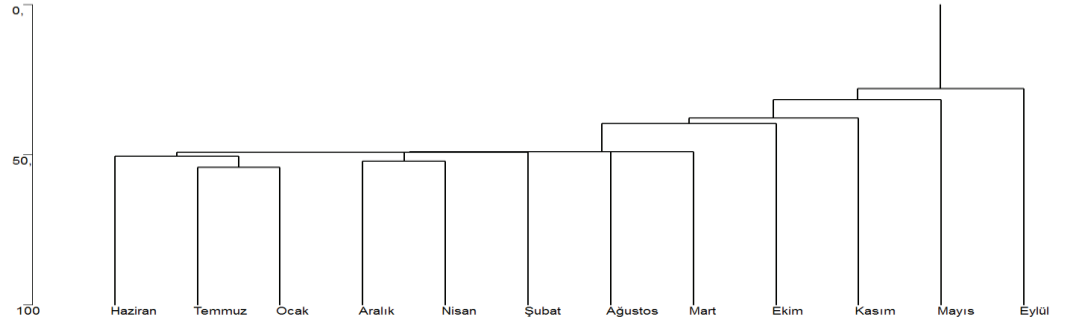 0,
50,
100 Haziran Temmuz Ocak Aralık Nisan Şubat Ağustos Mart Ekim Kasım Mayıs Eylül